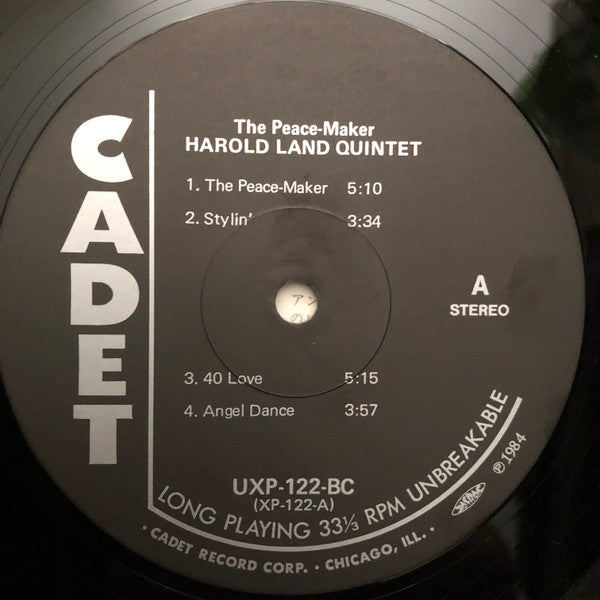 CADET
The Peace-Maker
HAROLD LAND QUINTET
1. The Peace-Maker 5:10
2. Stylin' 3:34
A
STEREO
3. 40 Love 5:15
4. Angel Dance 3:57
UXP-122-BC
(XP-122-A)
LONG PLAYING 33⅓ RPM UNBREAKABLE
Ⓟ1984
· CADET RECORD CORP. · CHICAGO, ILL. ·